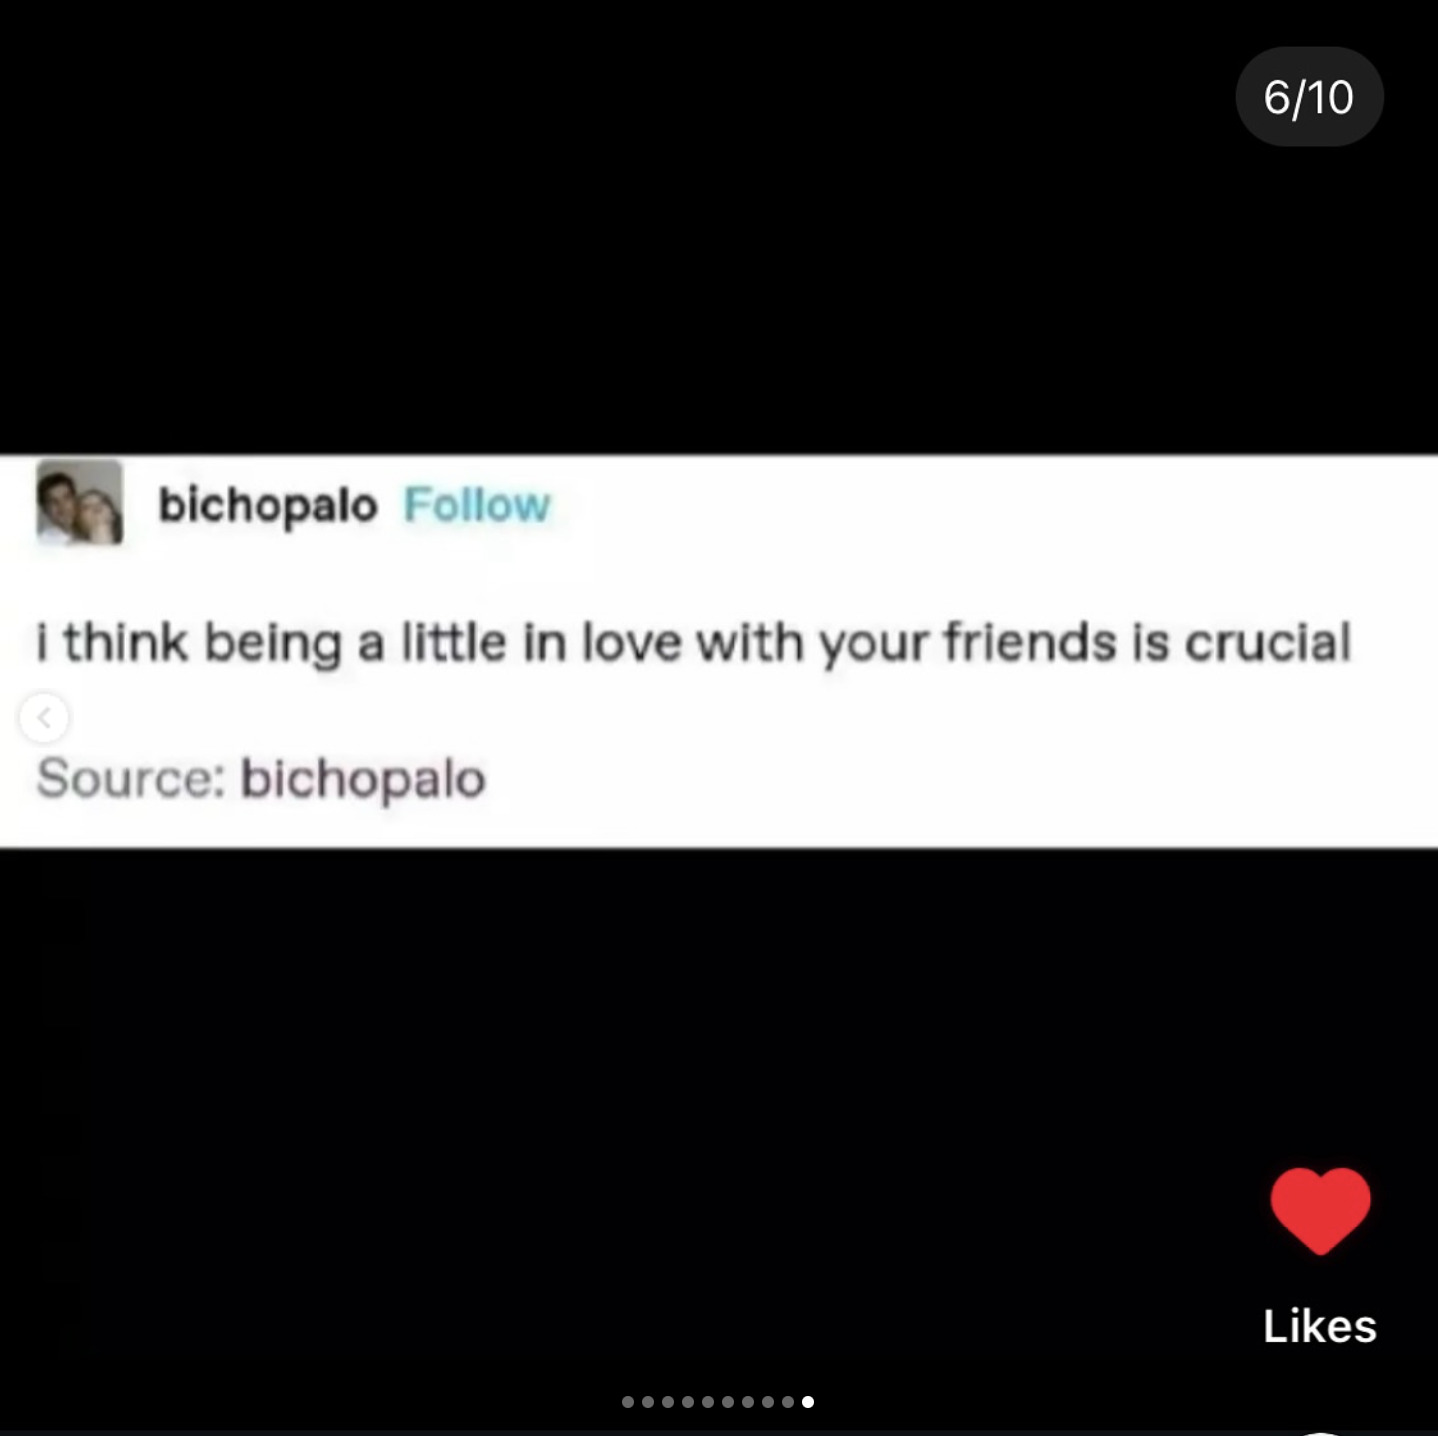 6/10
bichopalo Follow
i think being a little in love with your friends is crucial
Source: bichopalo
Likes